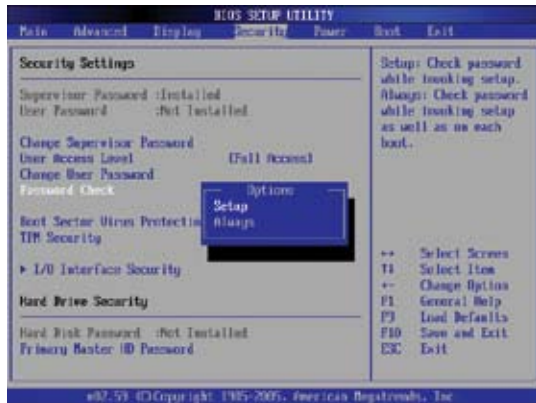 BIOS SETUP UTILITY
Main Advanced Display Security Power Boot Exit
Security Settings
Supervisor Password :Installed
User Password :Not Installed
Change Supervisor Password
User Access Level [Full Access]
Change User Password
Password Check
Boot Sector Virus Protection
TPM Security
I/O Interface Security
Hard Drive Security
Hard Disk Password :Not Installed
Primary Master HD Password
Options
Setup
Always
Setup: Check password
while invoking setup.
Always: Check password
while invoking setup
as well as on each
boot.
Select Screen
Select Item
+- Change Option
F1 General Help
F9 Load Defaults
F10 Save and Exit
ESC Exit
v02.59 (C)Copyright 1985-2005, American Megatrends, Inc